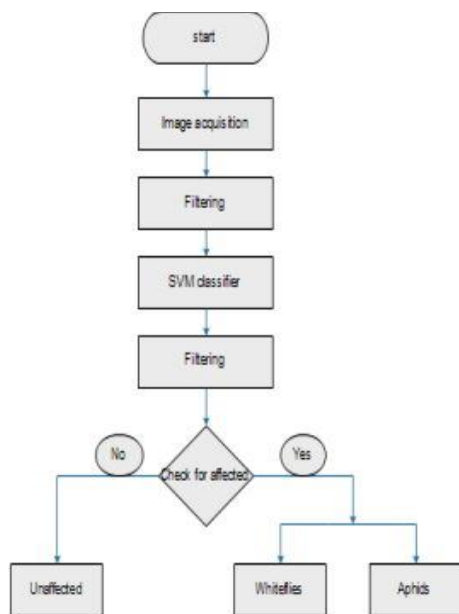 start
Image acquisition
Filtering
SVM classifier
Filtering
No
Yes
Check for affected
Unaffected
Whiteflies
Aphids